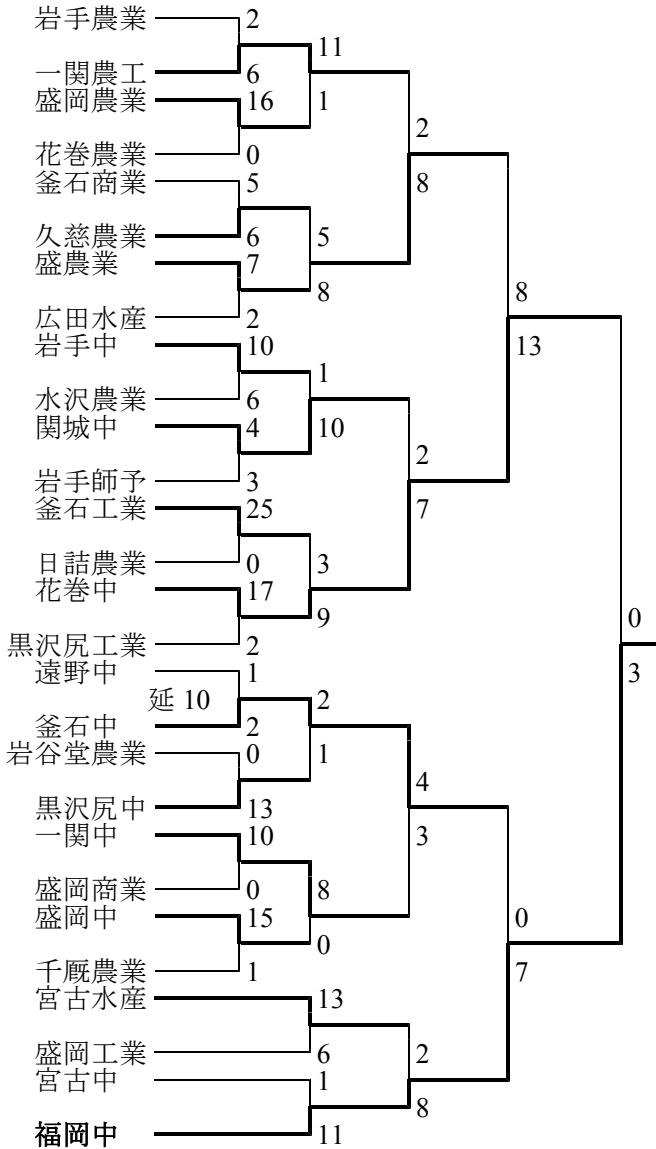 岩手農業 2
11
一関農工 6
盛岡農業 16
1
2
花巻農業 0
釜石商業 5
8
久慈農業 6
5
盛農業 7
8
広田水産 2
8
岩手中 10
13
1
水沢農業 6
関城中 4
10
2
岩手師予 3
釜石工業 25
7
日詰農業 0
3
花巻中 17
9
0
黒沢尻工業 2
遠野中 1
3
延 10
2
釜石中 2
岩谷堂農業 0
1
4
黒沢尻中 13
一関中 10
3
盛岡商業 0
8
盛岡中 15
0
0
千厩農業 1
7
宮古水産 13
盛岡工業 6
2
宮古中 1
8
福岡中 11